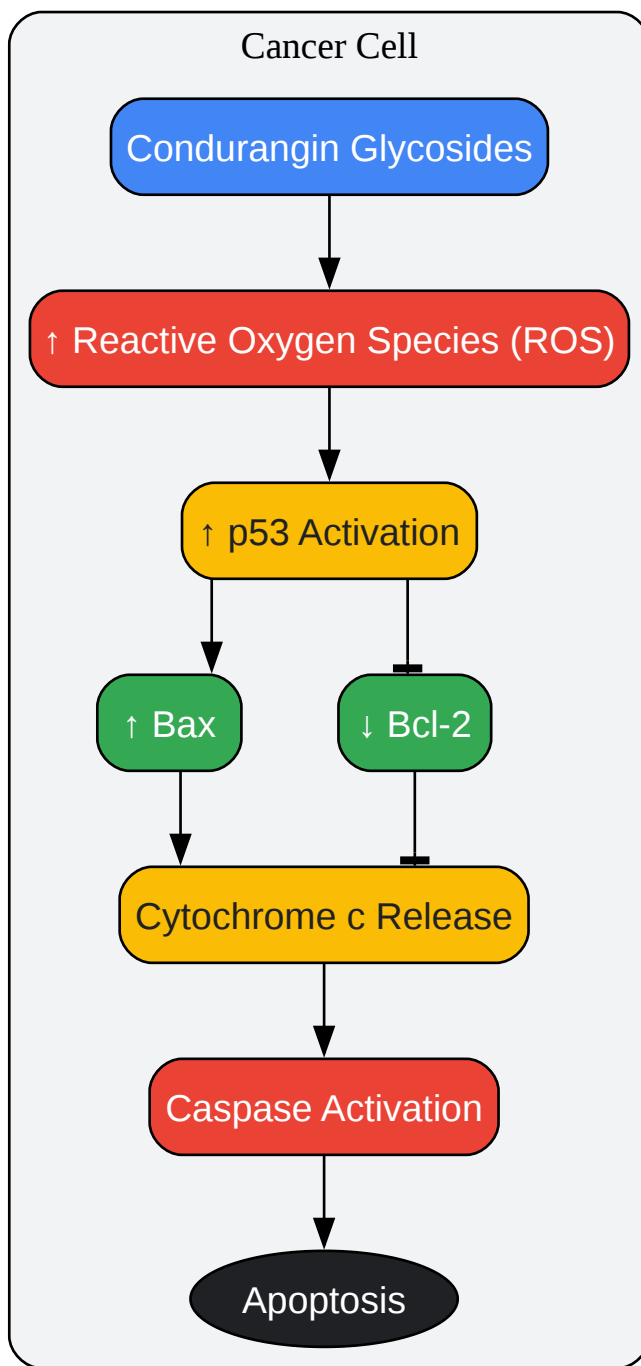 Cancer Cell
Condurangin Glycosides
↑ Reactive Oxygen Species (ROS)
↑ p53 Activation
↑ Bax
↓ Bcl-2
Cytochrome c Release
Caspase Activation
Apoptosis